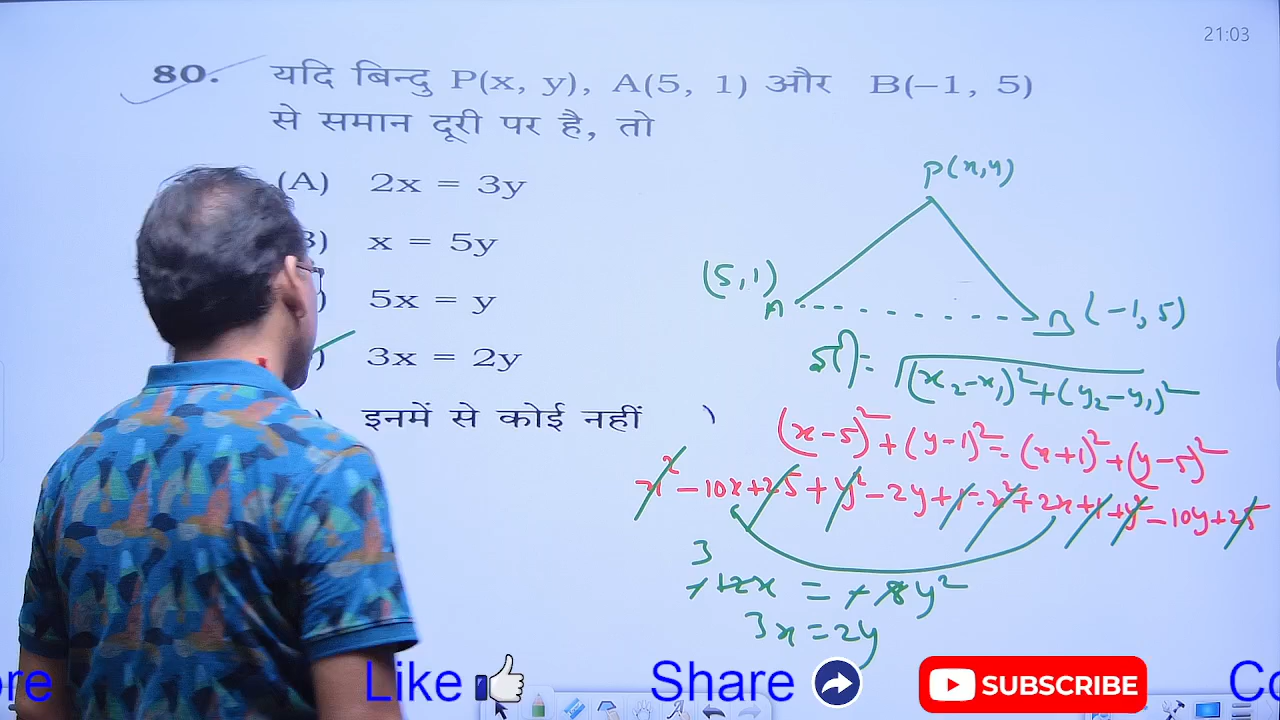 21:03
80. यदि बिन्दु P(x, y), A(5, 1) और B(−1, 5)
से समान दूरी पर है, तो
(A) 2x = 3y
) x = 5y
) 5x = y
) 3x = 2y
) इनमें से कोई नहीं )
P(x,y)
(5,1)
A
B (-1,5)
= √(x₂-x₁)²+(y₂-y₁)²
(x-5)²+(y-1)²=(x+1)²+(y-5)²
x²-10x+25+y²-2y+1=x²+2x+1+y²-10y+25
3
+12x = +8y 2
3x=2y
re Like Share SUBSCRIBE Co